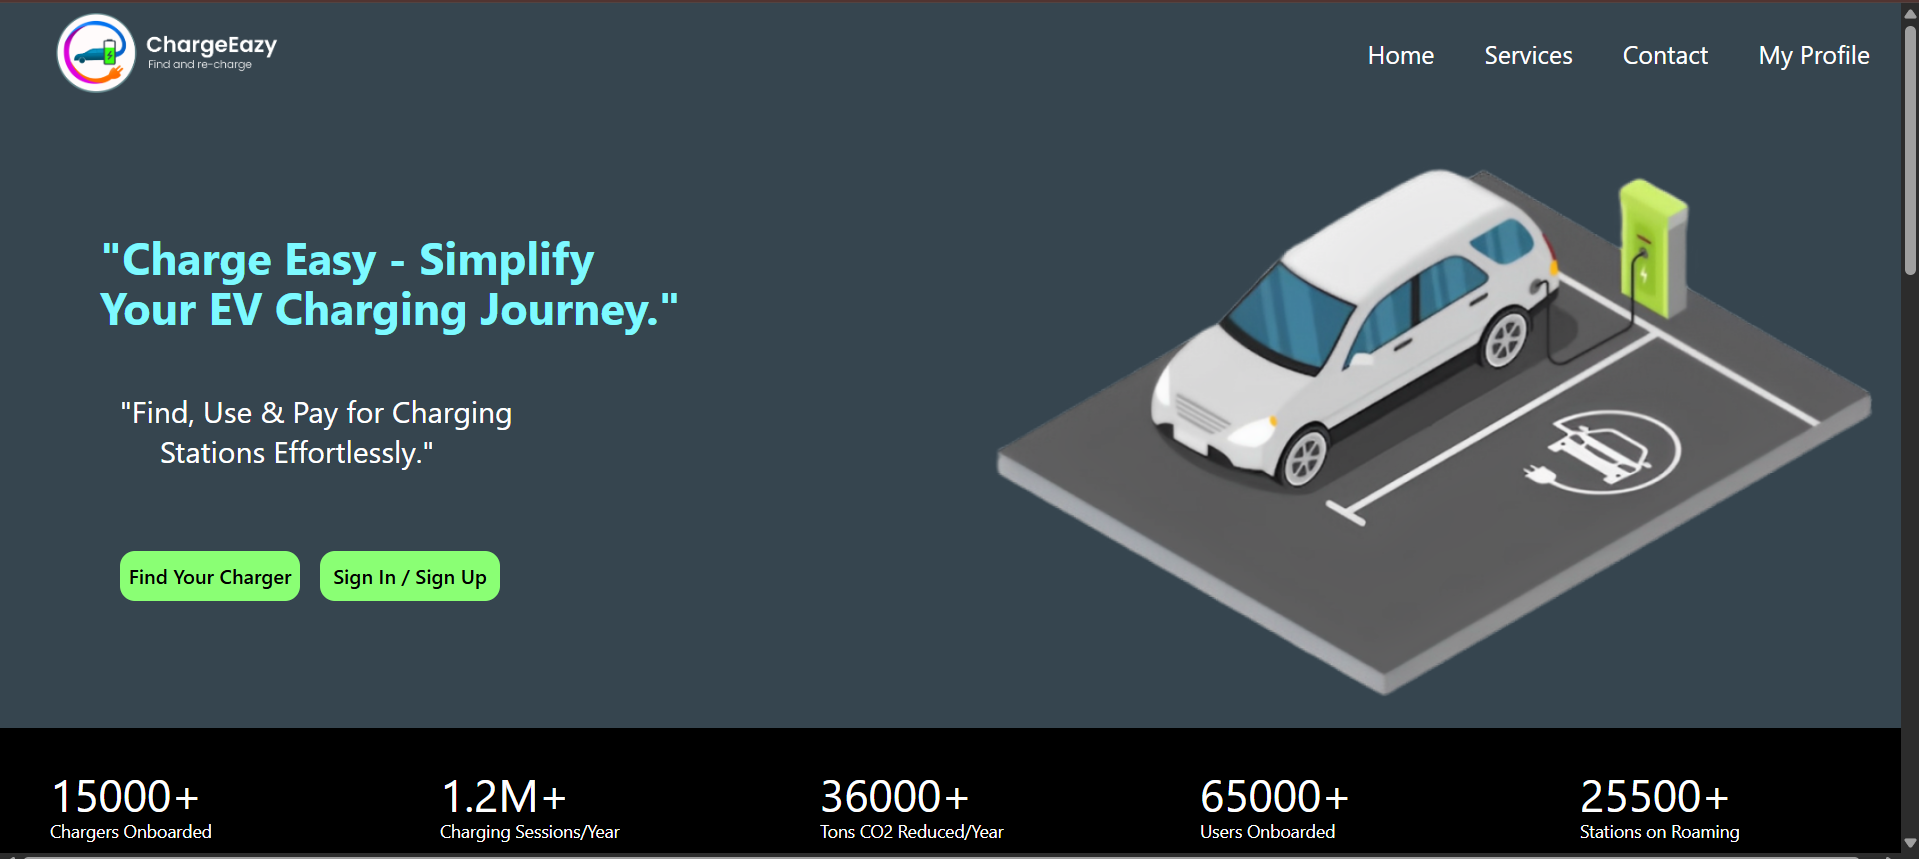 ChargeEazy
Find and re-charge
Home Services Contact My Profile
"Charge Easy - Simplify
Your EV Charging Journey."
"Find, Use & Pay for Charging
Stations Effortlessly."
Find Your Charger Sign In / Sign Up
15000+ 1.2M+ 36000+ 65000+ 25500+
Chargers Onboarded Charging Sessions/Year Tons CO2 Reduced/Year Users Onboarded Stations on Roaming